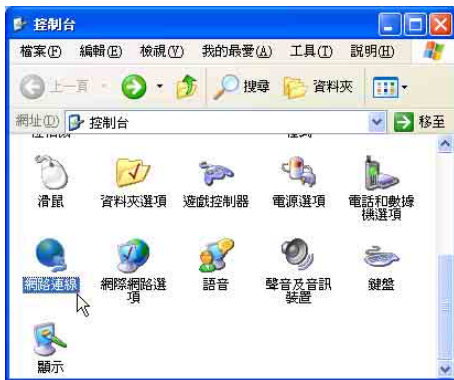 控制台
檔案(F) 編輯(E) 檢視(V) 我的最愛(A) 工具(T) 說明(H)
上一頁 搜尋 資料夾
網址(D) 控制台 移至
滑鼠 資料夾選項 遊戲控制器 電源選項 電話和數據
機選項
網路連線 網際網路選 語音 聲音及音訊 鍵盤
項 裝置
顯示